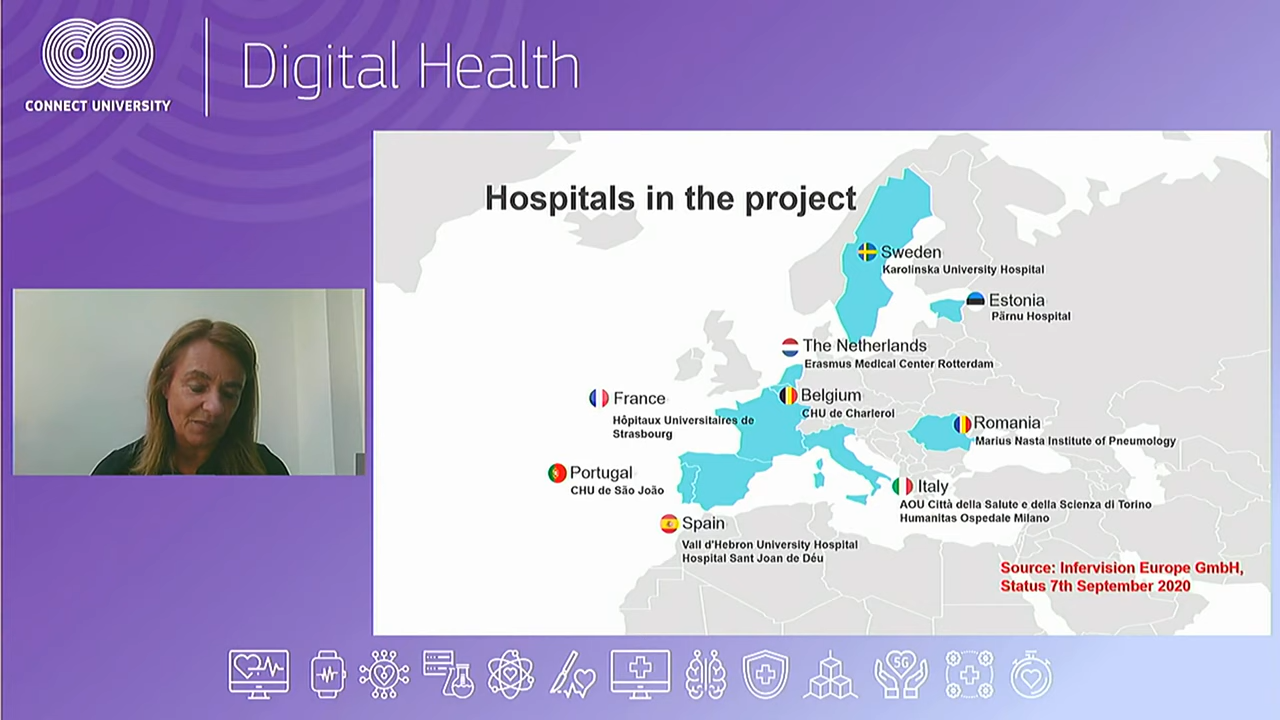 CONNECT UNIVERSITY
Digital Health
Hospitals in the project
Sweden
Karolinska University Hospital
Estonia
Pärnu Hospital
The Netherlands
Erasmus Medical Center Rotterdam
France
Hôpitaux Universitaires de
Strasbourg
Belgium
CHU de Charleroi
Romania
Marius Nasta Institute of Pneumology
Portugal
CHU de São João
Italy
AOU Città della Salute e della Scienza di Torino
Humanitas Ospedale Milano
Spain
Vall d'Hebron University Hospital
Hospital Sant Joan de Déu
Source: Infervision Europe GmbH,
Status 7th September 2020
5G